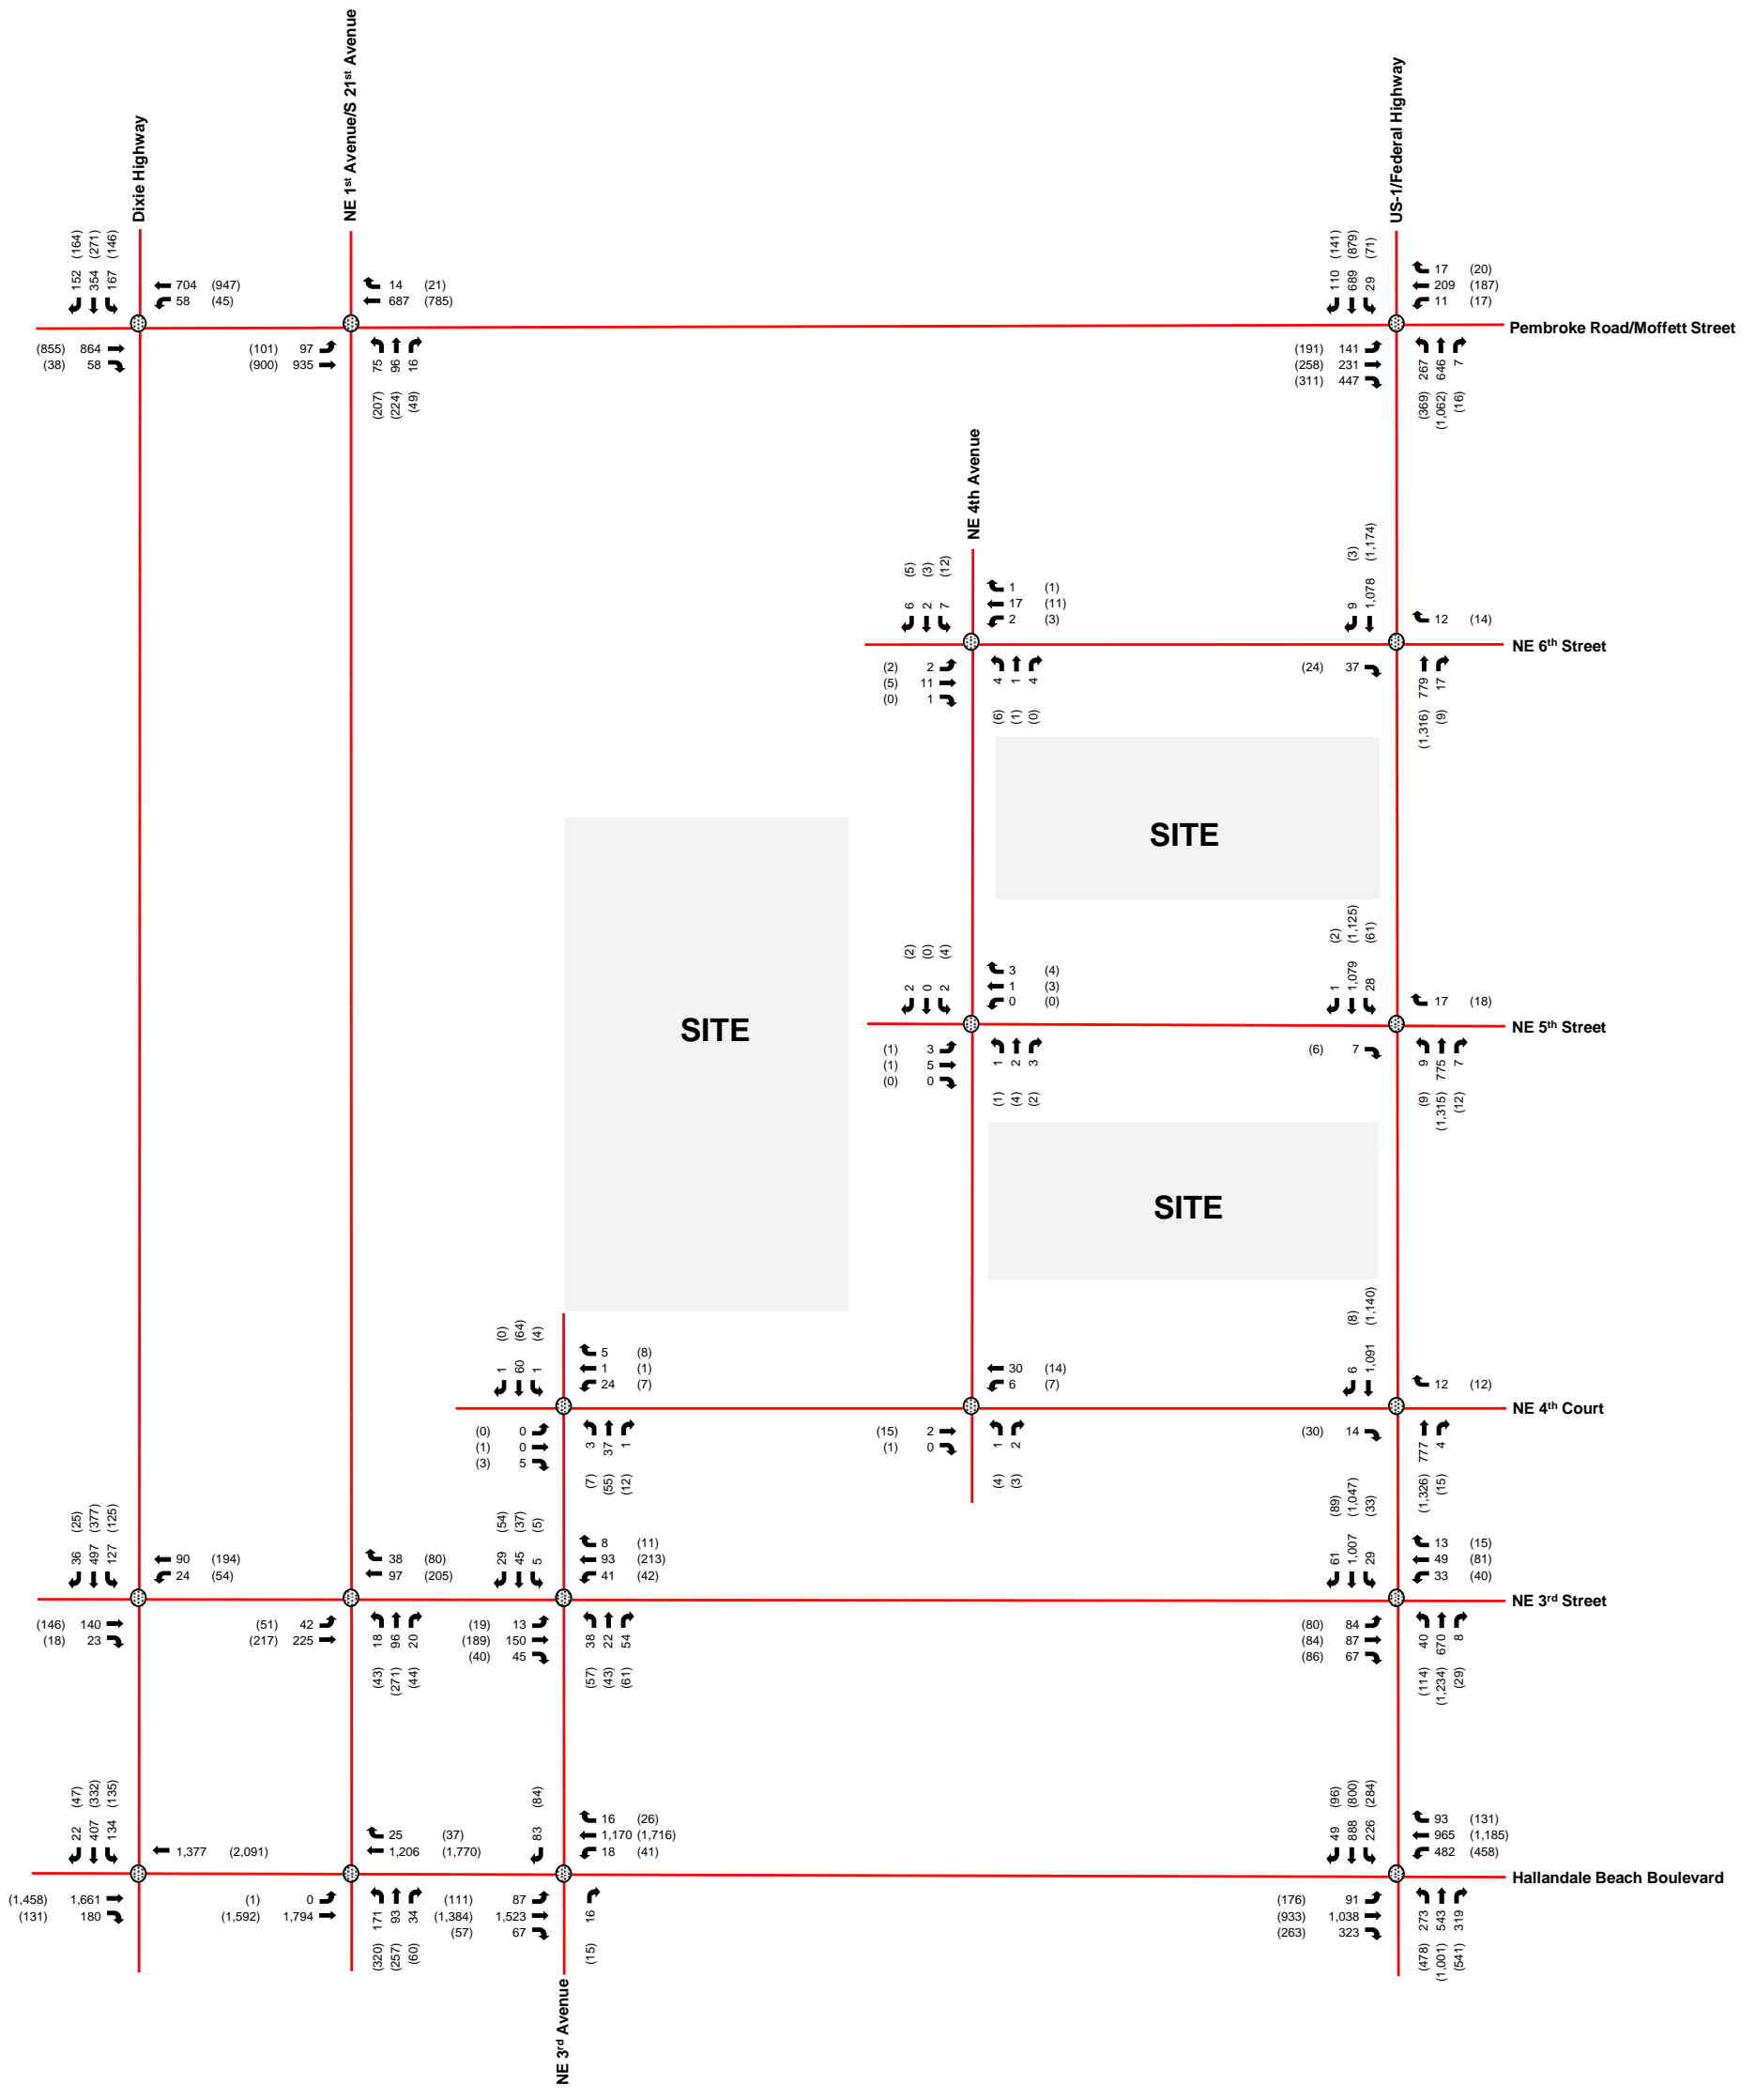 Dixie Highway
NE 1st Avenue/S 21st Avenue
US-1/Federal Highway
(164) (271) (146)
152 354 167
704 (947)
58 (45)
(855) 864
(38) 58
14 (21)
687 (785)
(101) 97
(900) 935
75 96 16
(207) (224) (49)
(141) (879) (71)
110 689 29
17 (20)
209 (187)
11 (17)
Pembroke Road/Moffett Street
(191) 141
(258) 231
(311) 447
267 646 7
(369) (1,062) (16)
NE 4th Avenue
(5) (3) (12)
6 2 7
1 (1)
17 (11)
2 (3)
(2) 2
(5) 11
(0) 1
4 1 4
(6) (1) (0)
(3) (1,174)
9 1,078
12 (14)
NE 6th Street
(24) 37
779 17
(1,316) (9)
SITE
SITE
(2) (0) (4)
2 0 2
3 (4)
1 (3)
0 (0)
(1) 3
(1) 5
(0) 0
1 2 3
(1) (4) (2)
(2) (1,125) (61)
1 1,079 28
17 (18)
NE 5th Street
(6) 7
9 775 7
(9) (1,315) (12)
SITE
(0) (64) (4)
1 60 1
5 (8)
1 (1)
24 (7)
(0) 0
(1) 0
(3) 5
3 37 1
(7) (55) (12)
30 (14)
6 (7)
(15) 2
(1) 0
1 2
(4) (3)
(8) (1,140)
6 1,091
12 (12)
NE 4th Court
(30) 14
777 4
(1,326) (15)
(25) (377) (125)
36 497 127
90 (194)
24 (54)
(146) 140
(18) 23
38 (80)
97 (205)
(51) 42
(217) 225
18 96 20
(43) (271) (44)
(54) (37) (5)
29 45 5
8 (11)
93 (213)
41 (42)
(19) 13
(189) 150
(40) 45
38 22 54
(57) (43) (61)
(89) (1,047) (33)
61 1,007 29
13 (15)
49 (81)
33 (40)
NE 3rd Street
(80) 84
(84) 87
(86) 67
40 670 8
(114) (1,234) (29)
(47) (332) (135)
22 407 134
1,377 (2,091)
(1,458) 1,661
(131) 180
25 (37)
1,206 (1,770)
(1) 0
(1,592) 1,794
171 93 34
(320) (257) (60)
(84)
83
16 (26)
1,170 (1,716)
18 (41)
(111) 87
(1,384) 1,523
(57) 67
16
(15)
(96) (800) (284)
49 888 226
93 (131)
965 (1,185)
482 (458)
Hallandale Beach Boulevard
(176) 91
(933) 1,038
(263) 323
273 543 319
(478) (1,001) (541)
NE 3rd Avenue